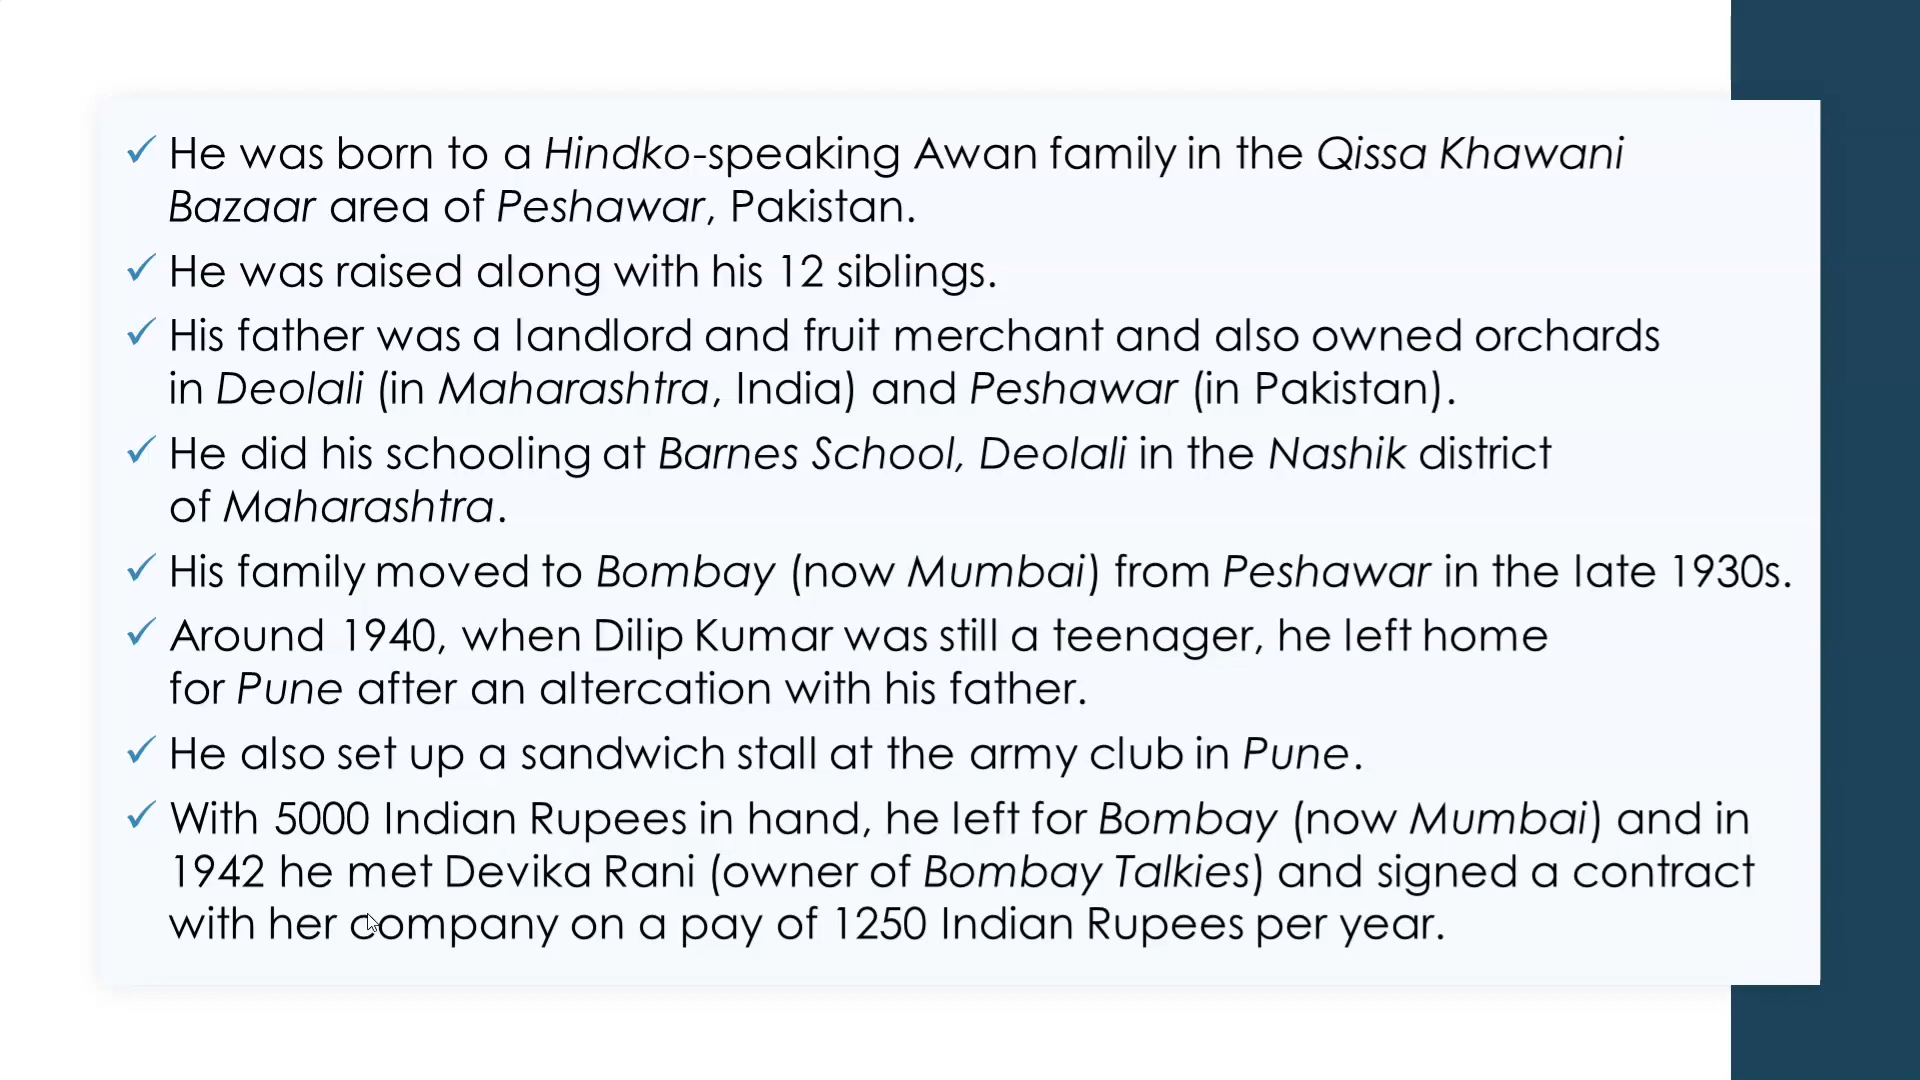 He was born to a Hindko-speaking Awan family in the Qissa Khawani
Bazaar area of Peshawar, Pakistan.
He was raised along with his 12 siblings.
His father was a landlord and fruit merchant and also owned orchards
in Deolali (in Maharashtra, India) and Peshawar (in Pakistan).
He did his schooling at Barnes School, Deolali in the Nashik district
of Maharashtra.
His family moved to Bombay (now Mumbai) from Peshawar in the late 1930s.
Around 1940, when Dilip Kumar was still a teenager, he left home
for Pune after an altercation with his father.
He also set up a sandwich stall at the army club in Pune.
With 5000 Indian Rupees in hand, he left for Bombay (now Mumbai) and in
1942 he met Devika Rani (owner of Bombay Talkies) and signed a contract
with her company on a pay of 1250 Indian Rupees per year.